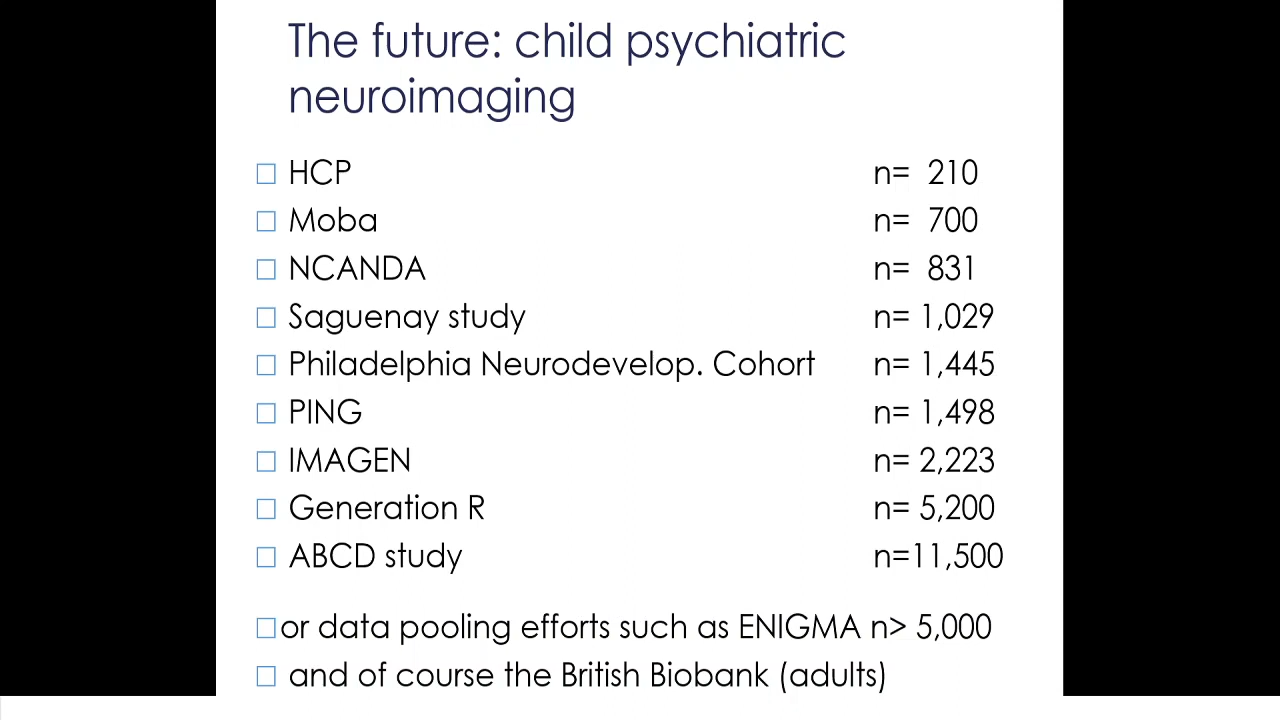 The future: child psychiatric
neuroimaging
HCP n= 210
Moba n= 700
NCANDA n= 831
Saguenay study n= 1,029
Philadelphia Neurodevelop. Cohort n= 1,445
PING n= 1,498
IMAGEN n= 2,223
Generation R n= 5,200
ABCD study n=11,500
or data pooling efforts such as ENIGMA n> 5,000
and of course the British Biobank (adults)